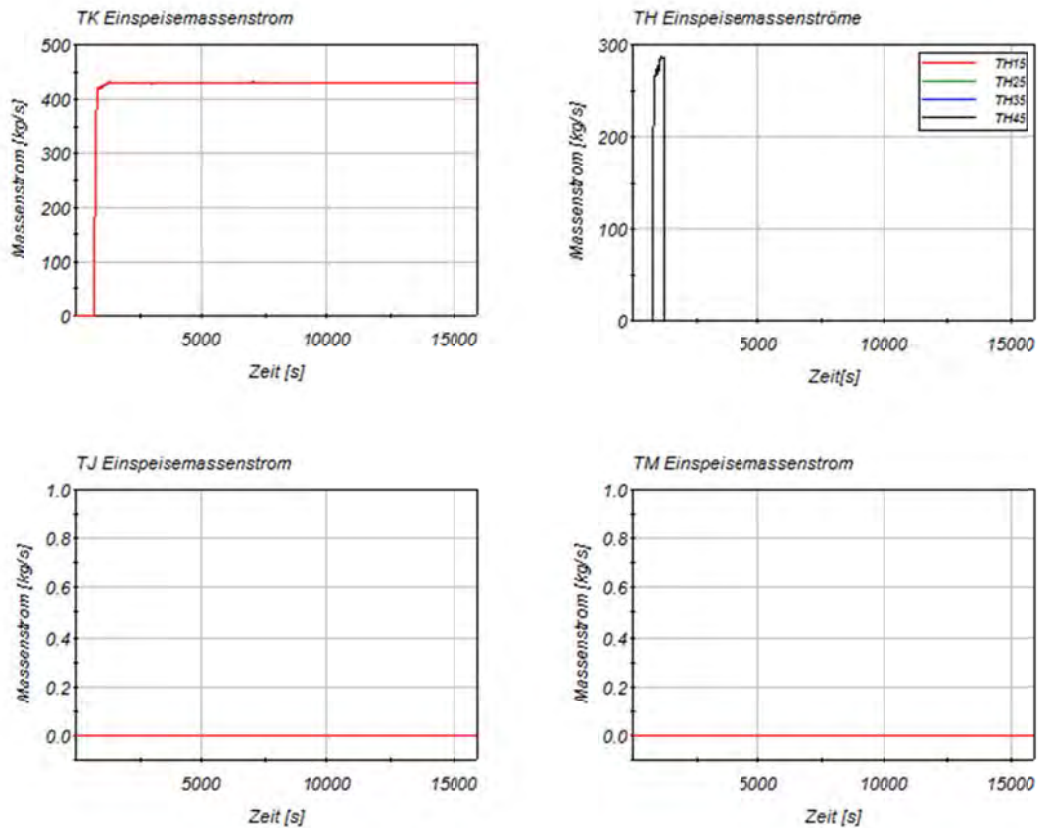 TK Einspeisemassenstrom
Massenstrom [kg/s]
500
400
300
200
100
0
5000
10000
15000
Zeit [s]
TH Einspeisemassenströme
Massenstrom [kg/s]
300
200
100
0
TH15
TH25
TH35
TH45
5000
10000
15000
Zeit[s]
TJ Einspeisemassenstrom
Massenstrom [kg/s]
1.0
0.8
0.6
0.4
0.2
0.0
5000
10000
15000
Zeit [s]
TM Einspeisemassenstrom
Massenstrom [kg/s]
1.0
0.8
0.6
0.4
0.2
0.0
5000
10000
15000
Zeit [s]